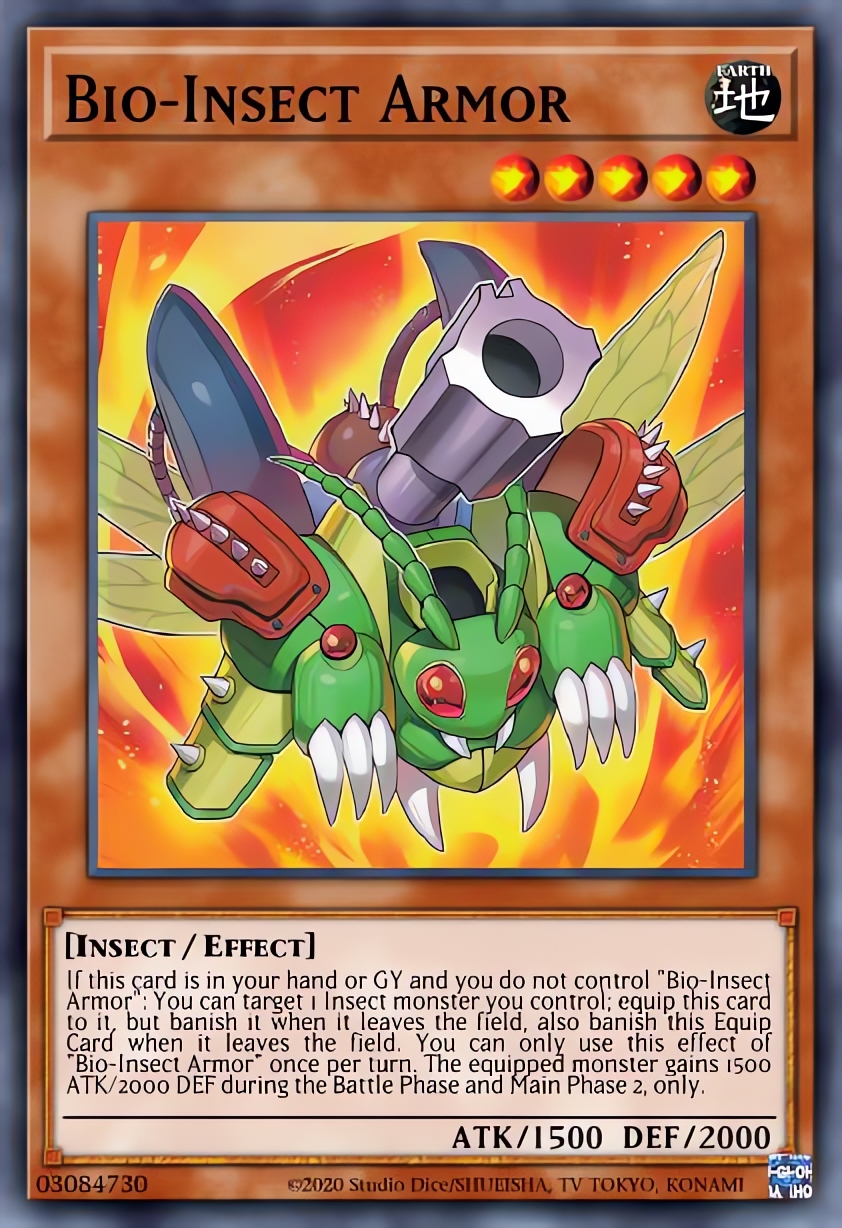 Bio-Insect Armor
EARTH
地
[Insect / Effect]
If this card is in your hand or GY and you do not control "Bio-Insect
Armor": You can target 1 Insect monster you control; equip this card
to it, but banish it when it leaves the field, also banish this Equip
Card when it leaves the field. You can only use this effect of
"Bio-Insect Armor" once per turn. The equipped monster gains 1500
ATK/2000 DEF during the Battle Phase and Main Phase 2, only.
ATK/1500 DEF/2000
03084730
©2020 Studio Dice/SHUEISHA, TV TOKYO, KONAMI